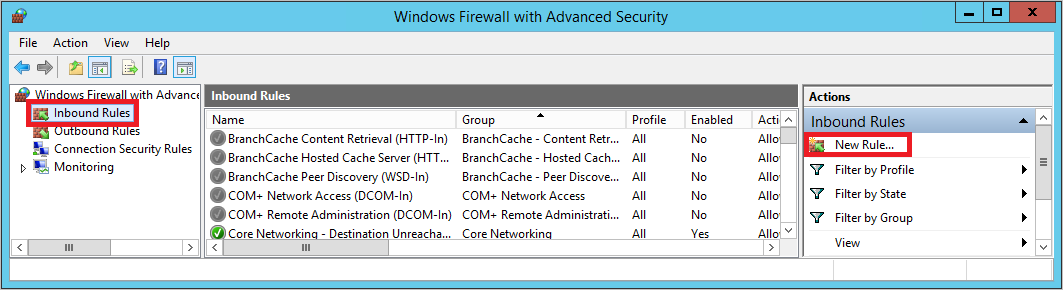 Windows Firewall with Advanced Security
File Action View Help
Windows Firewall with Advance
Inbound Rules
Outbound Rules
Connection Security Rules
Monitoring
Inbound Rules
Name Group Profile Enabled Acti
BranchCache Content Retrieval (HTTP-In) BranchCache - Content Retr... All No Allo
BranchCache Hosted Cache Server (HTT... BranchCache - Hosted Cach... All No Allo
BranchCache Peer Discovery (WSD-In) BranchCache - Peer Discove... All No Allo
COM+ Network Access (DCOM-In) COM+ Network Access All No Allo
COM+ Remote Administration (DCOM-In) COM+ Remote Administrati... All No Allo
Core Networking - Destination Unreacha... Core Networking All Yes Allo
Actions
Inbound Rules
New Rule...
Filter by Profile
Filter by State
Filter by Group
View